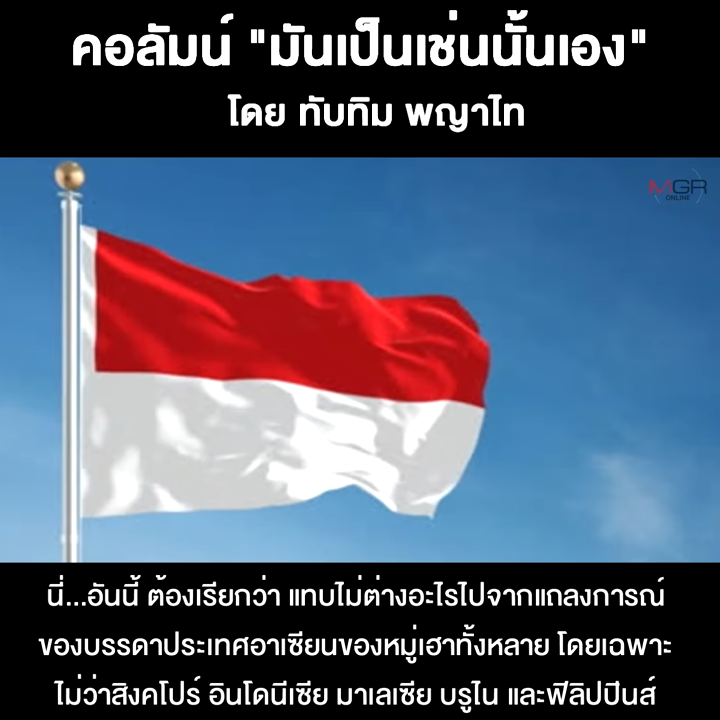 คอลัมน์ "มันเป็นเช่นนั้นเอง"
โดย ทับทิม พญาไท
MGR
ONLINE
นี่...อันนี้ ต้องเรียกว่า แทบไม่ต่างอะไรไปจากแถลงการณ์
ของบรรดาประเทศอาเซียนของหมู่เฮาทั้งหลาย โดยเฉพาะ
ไม่ว่าสิงคโปร์ อินโดนีเซีย มาเลเซีย บรูไน และฟิลิปปินส์